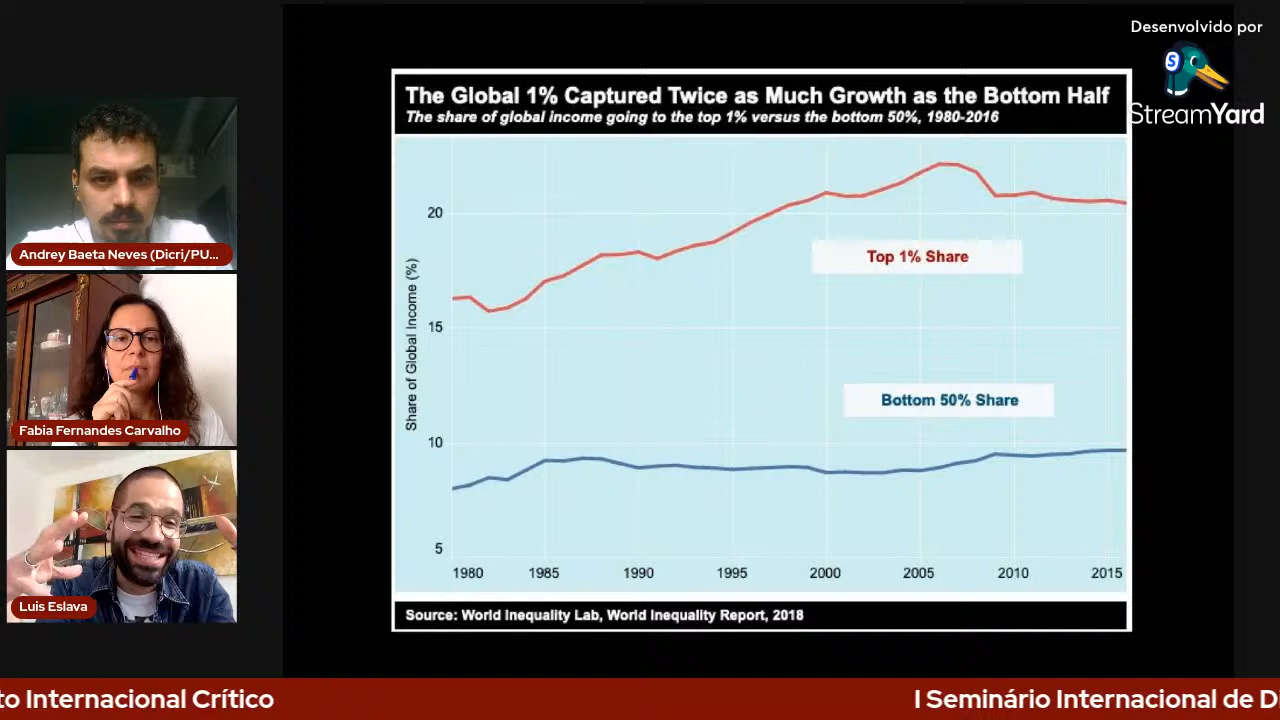 Desenvolvido por
StreamYard
The Global 1% Captured Twice as Much Growth as the Bottom Half
The share of global income going to the top 1% versus the bottom 50%, 1980-2016
Share of Global Income (%)
20
15
10
5
Top 1% Share
Bottom 50% Share
1980 1985 1990 1995 2000 2005 2010 2015
Source: World Inequality Lab, World Inequality Report, 2018
Andrey Baeta Neves (Dicri/PU...
Fabia Fernandes Carvalho
Luis Eslava
to Internacional Crítico
I Seminário Internacional de Di